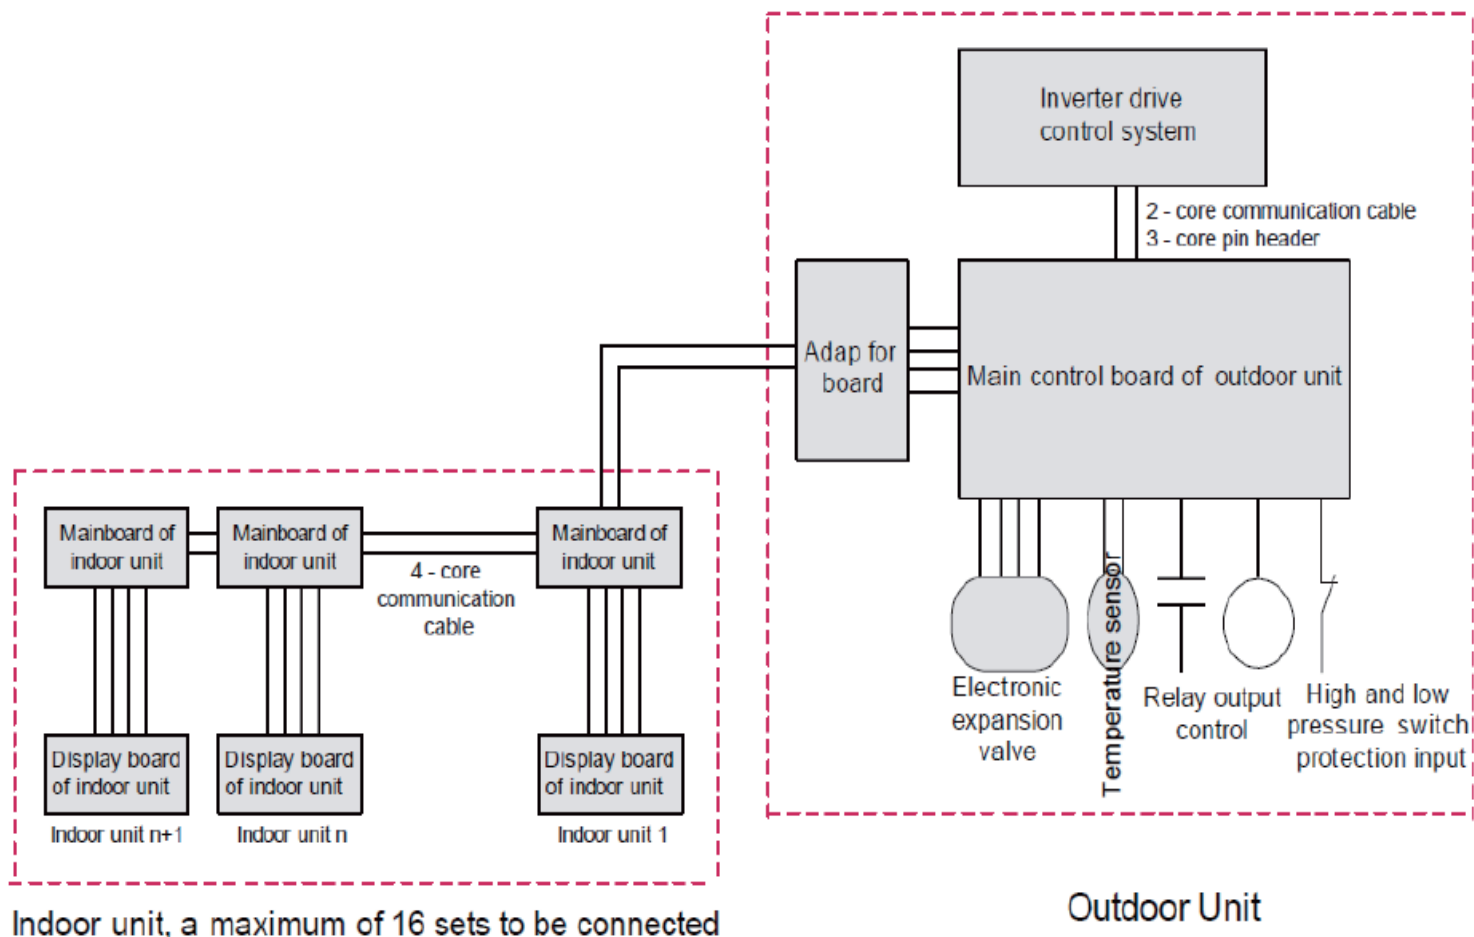 Inverter drive
control system
2 - core communication cable
3 - core pin header
Adap for
board
Main control board of outdoor unit
Mainboard of
indoor unit
Mainboard of
indoor unit
Mainboard of
indoor unit
4 - core
communication
cable
Display board
of indoor unit
Display board
of indoor unit
Display board
of indoor unit
Indoor unit n+1
Indoor unit n
Indoor unit 1
Electronic
expansion
valve
Temperature sensor
Relay output
control
High and low
pressure switch
protection input
Indoor unit, a maximum of 16 sets to be connected
Outdoor Unit